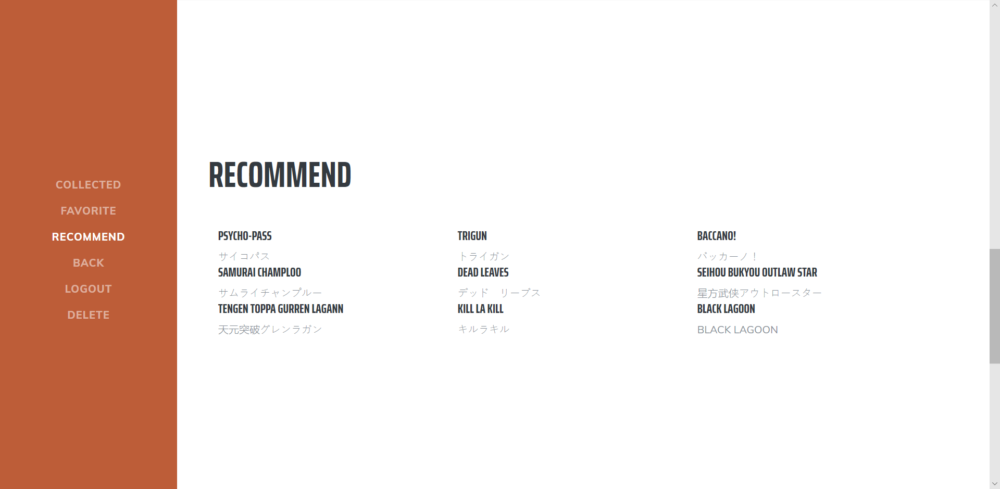 COLLECTED
FAVORITE
RECOMMEND
BACK
LOGOUT
DELETE
RECOMMEND
PSYCHO-PASS
サイコパス
TRIGUN
トライガン
BACCANO!
バッカーノ！
SAMURAI CHAMPLOO
サムライチャンプルー
DEAD LEAVES
デッド　リーブス
SEIHOU BUKYOU OUTLAW STAR
星方武侠アウトロースター
TENGEN TOPPA GURREN LAGANN
天元突破グレンラガン
KILL LA KILL
キルラキル
BLACK LAGOON
BLACK LAGOON